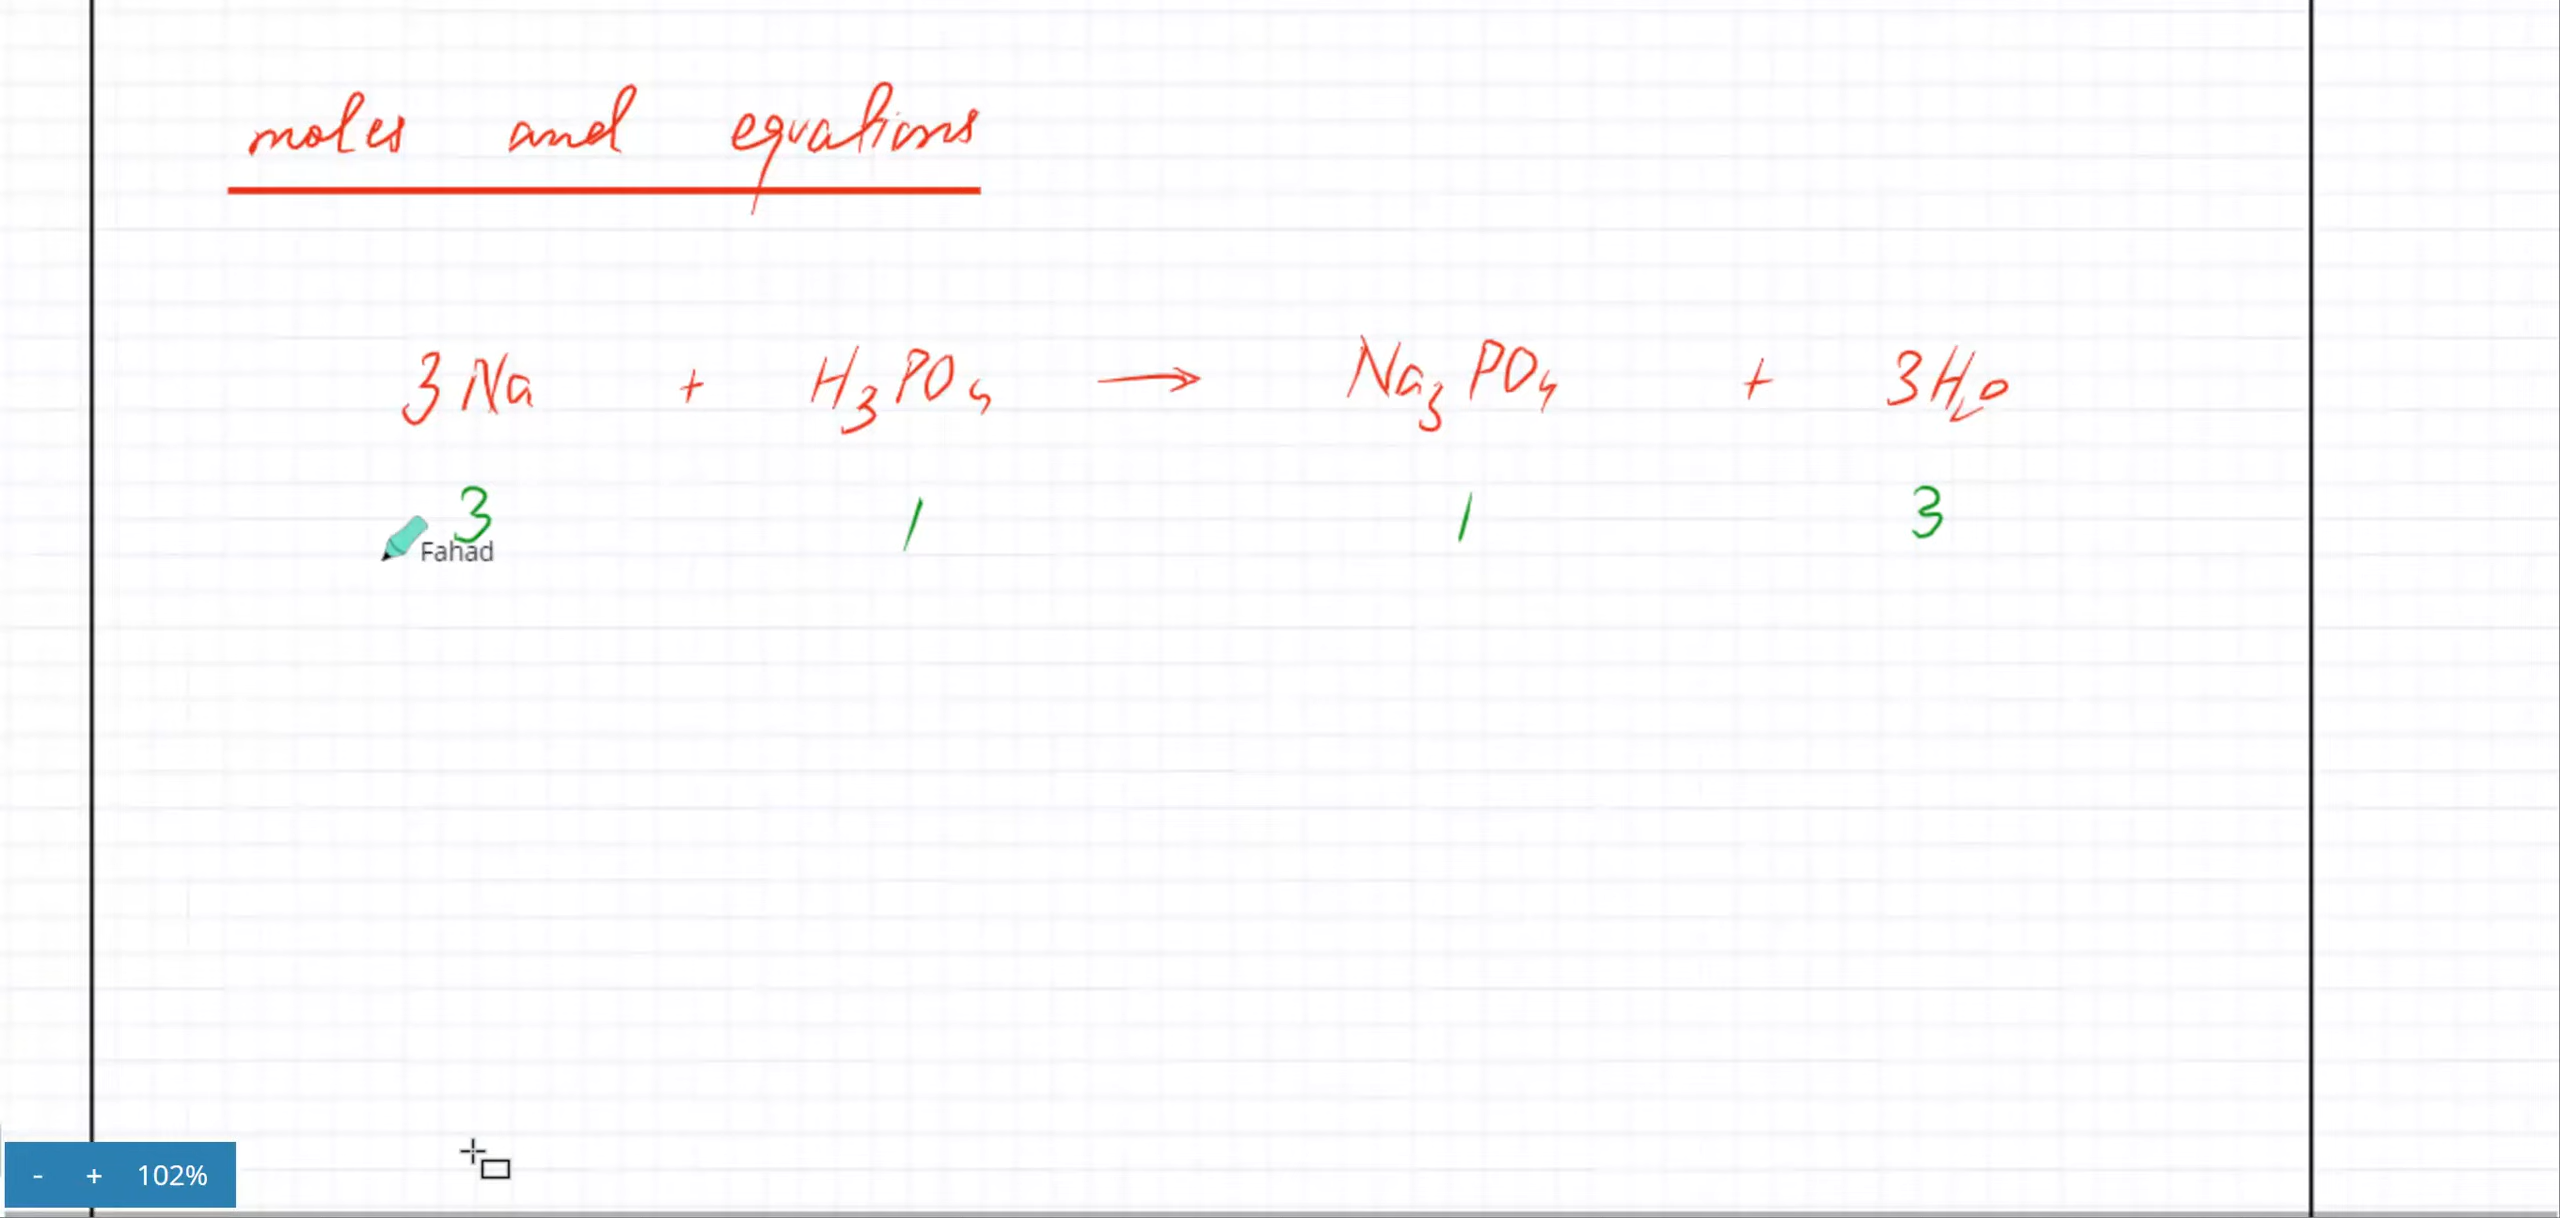 moles and equations
3Na + H₃PO₄ → Na₃PO₄ + 3H₂O
3 1 1 3
Fahad
- + 102%